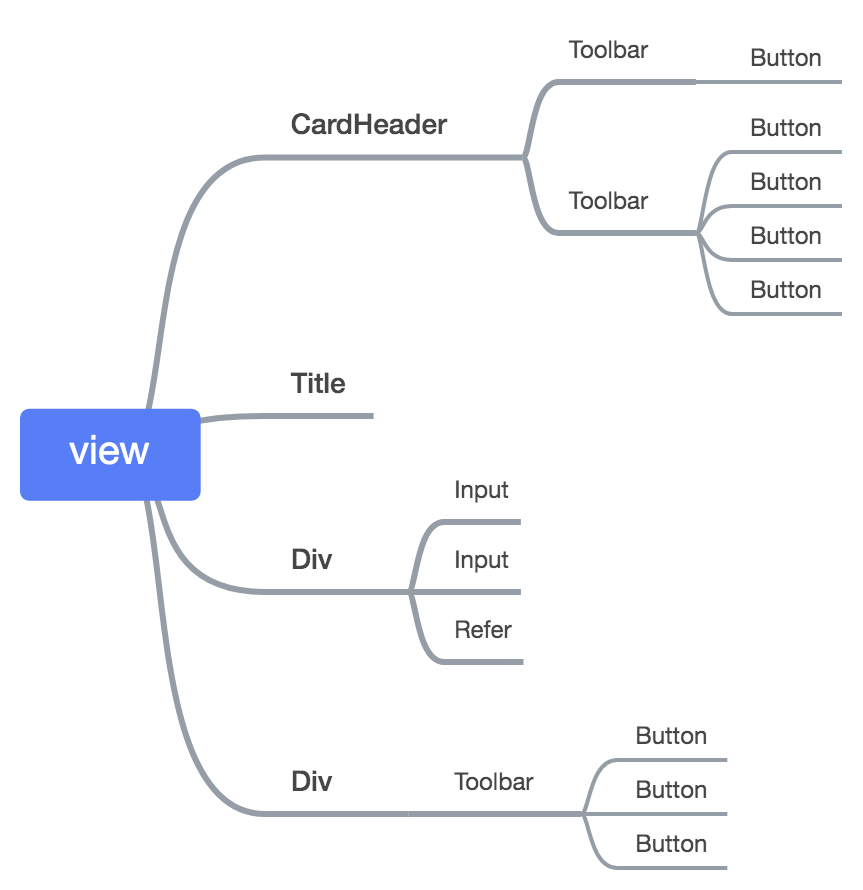 view
CardHeader
Toolbar
Button
Toolbar
Button
Button
Button
Button
Title
Div
Input
Input
Refer
Div
Toolbar
Button
Button
Button